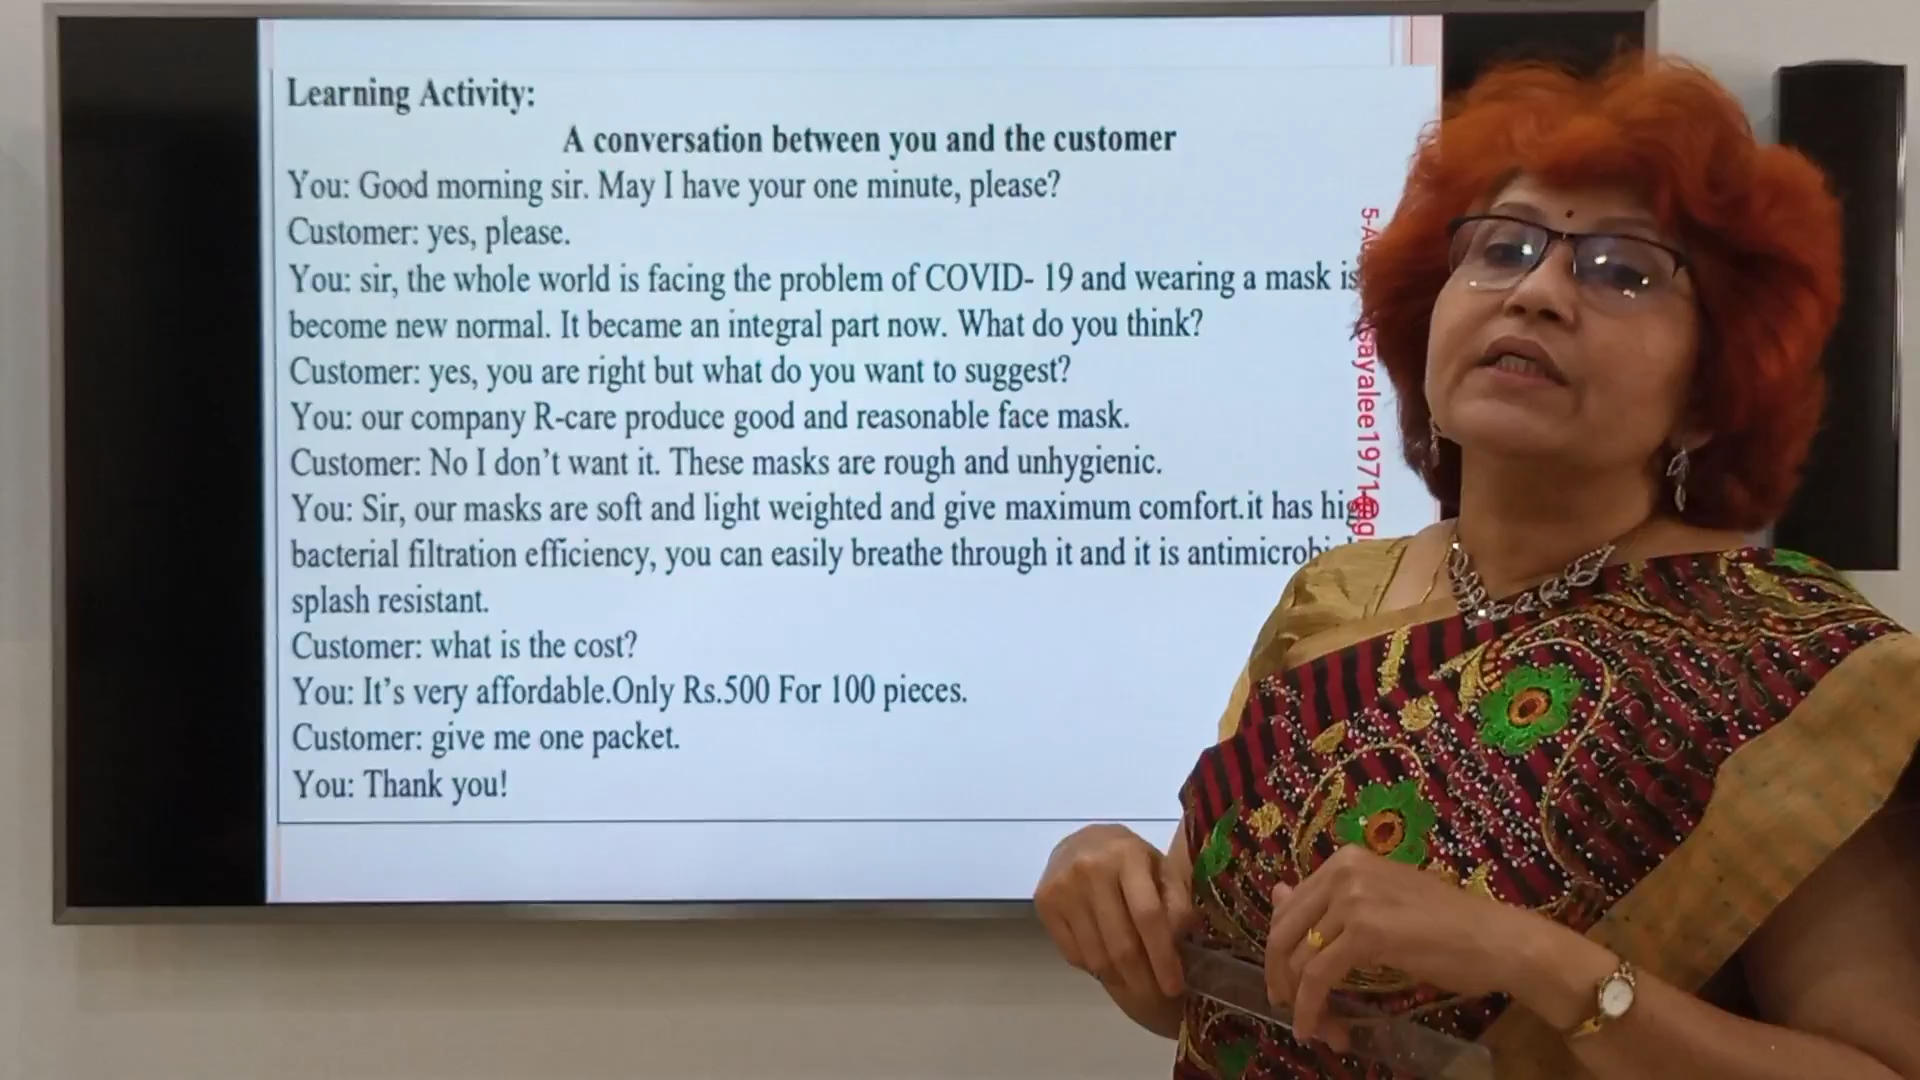 Learning Activity:
A conversation between you and the customer
You: Good morning sir. May I have your one minute, please?
Customer: yes, please.
You: sir, the whole world is facing the problem of COVID- 19 and wearing a mask is
become new normal. It became an integral part now. What do you think?
Customer: yes, you are right but what do you want to suggest?
You: our company R-care produce good and reasonable face mask.
Customer: No I don't want it. These masks are rough and unhygienic.
You: Sir, our masks are soft and light weighted and give maximum comfort.it has
bacterial filtration efficiency, you can easily breathe through it and it is
splash resistant.
Customer: what is the cost?
You: It's very affordable.Only Rs.500 For 100 pieces.
Customer: give me one packet.
You: Thank you!